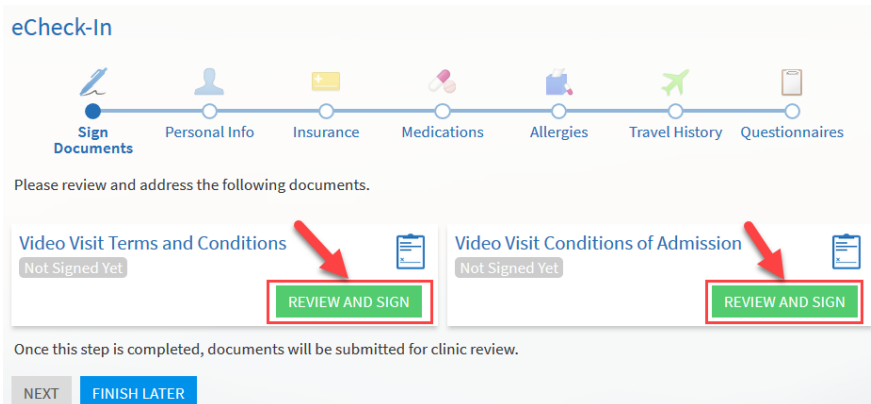 eCheck-In
Sign Documents
Personal Info
Insurance
Medications
Allergies
Travel History
Questionnaires
Please review and address the following documents.
Video Visit Terms and Conditions
Not Signed Yet
REVIEW AND SIGN
Video Visit Conditions of Admission
Not Signed Yet
REVIEW AND SIGN
Once this step is completed, documents will be submitted for clinic review.
NEXT
FINISH LATER